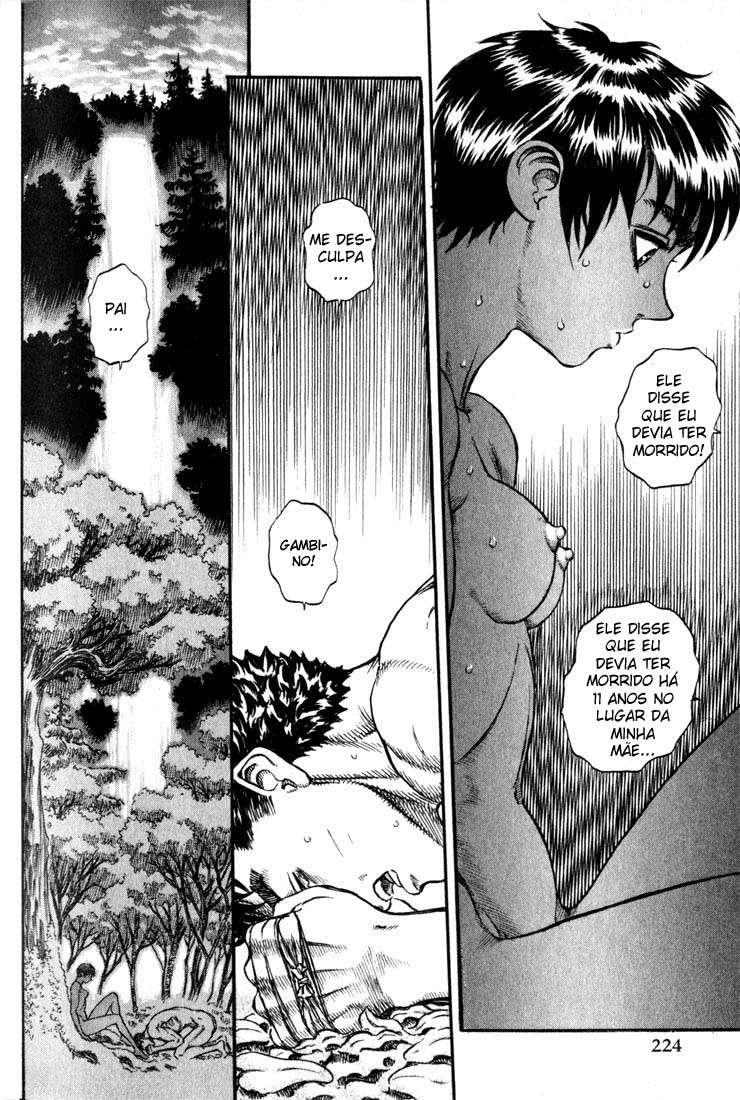 ELE
DISSE
QUE EU
DEVIA TER
MORRIDO!
ELE DISSE
QUE EU
DEVIA TER
MORRIDO HÁ
11 ANOS NO
LUGAR DA
MINHA
MÃE...
ME DES-
CULPA
...
GAMBI-
NO!
PAI
...
224